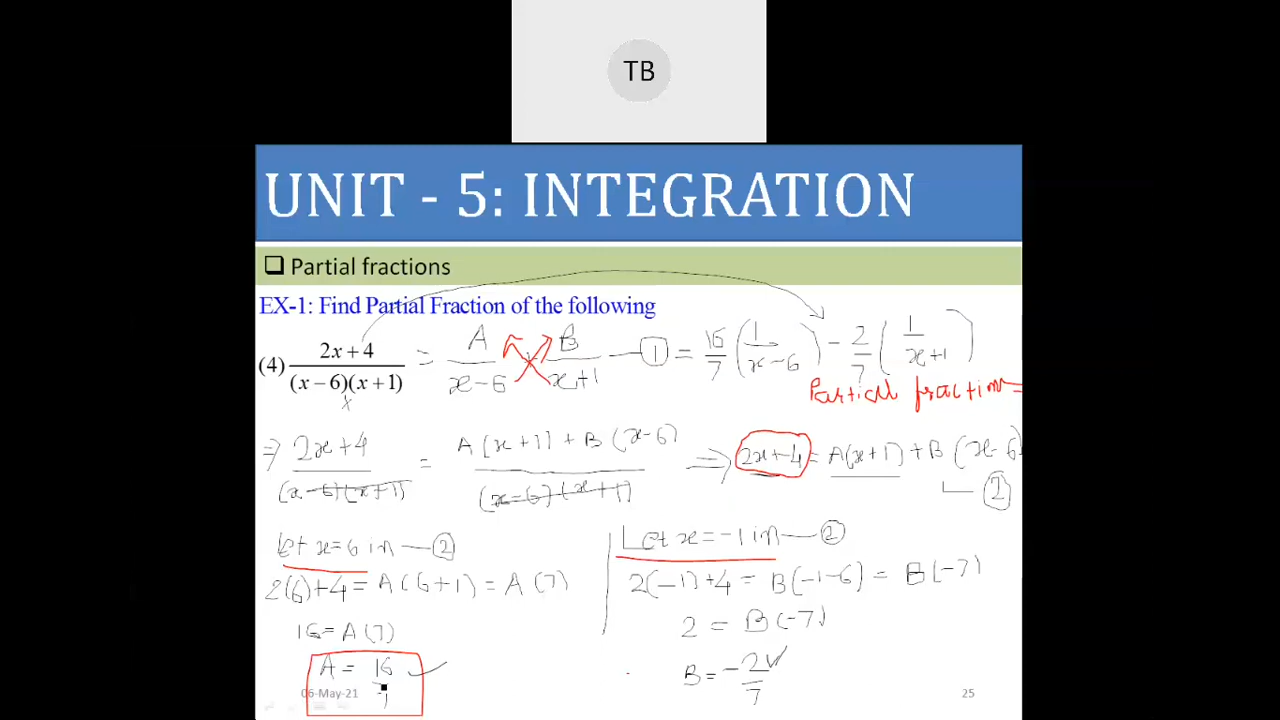 TB
UNIT - 5: INTEGRATION
❑ Partial fractions
EX-1: Find Partial Fraction of the following
(4) 2x + 4 / (x − 6)(x + 1) = A / x−6 + B / x+1 — ① = 16/7 (1 / x−6) − 2/7 (1 / x+1)
Partical fraction
⇒ 2x+4 / (x−6)(x+1) = A(x+1) + B(x−6) / (x−6)(x+1) ⇒ 2x+4 = A(x+1) + B(x−6)
②
Let x=6 in — ②
2(6)+4 = A(6+1) = A(7)
16 = A(7)
A = 16/7
Let x = −1 in — ②
2(−1)+4 = B(−1−6) = B(−7)
2 = B(−7)
B = −2/7
06-May-21
25